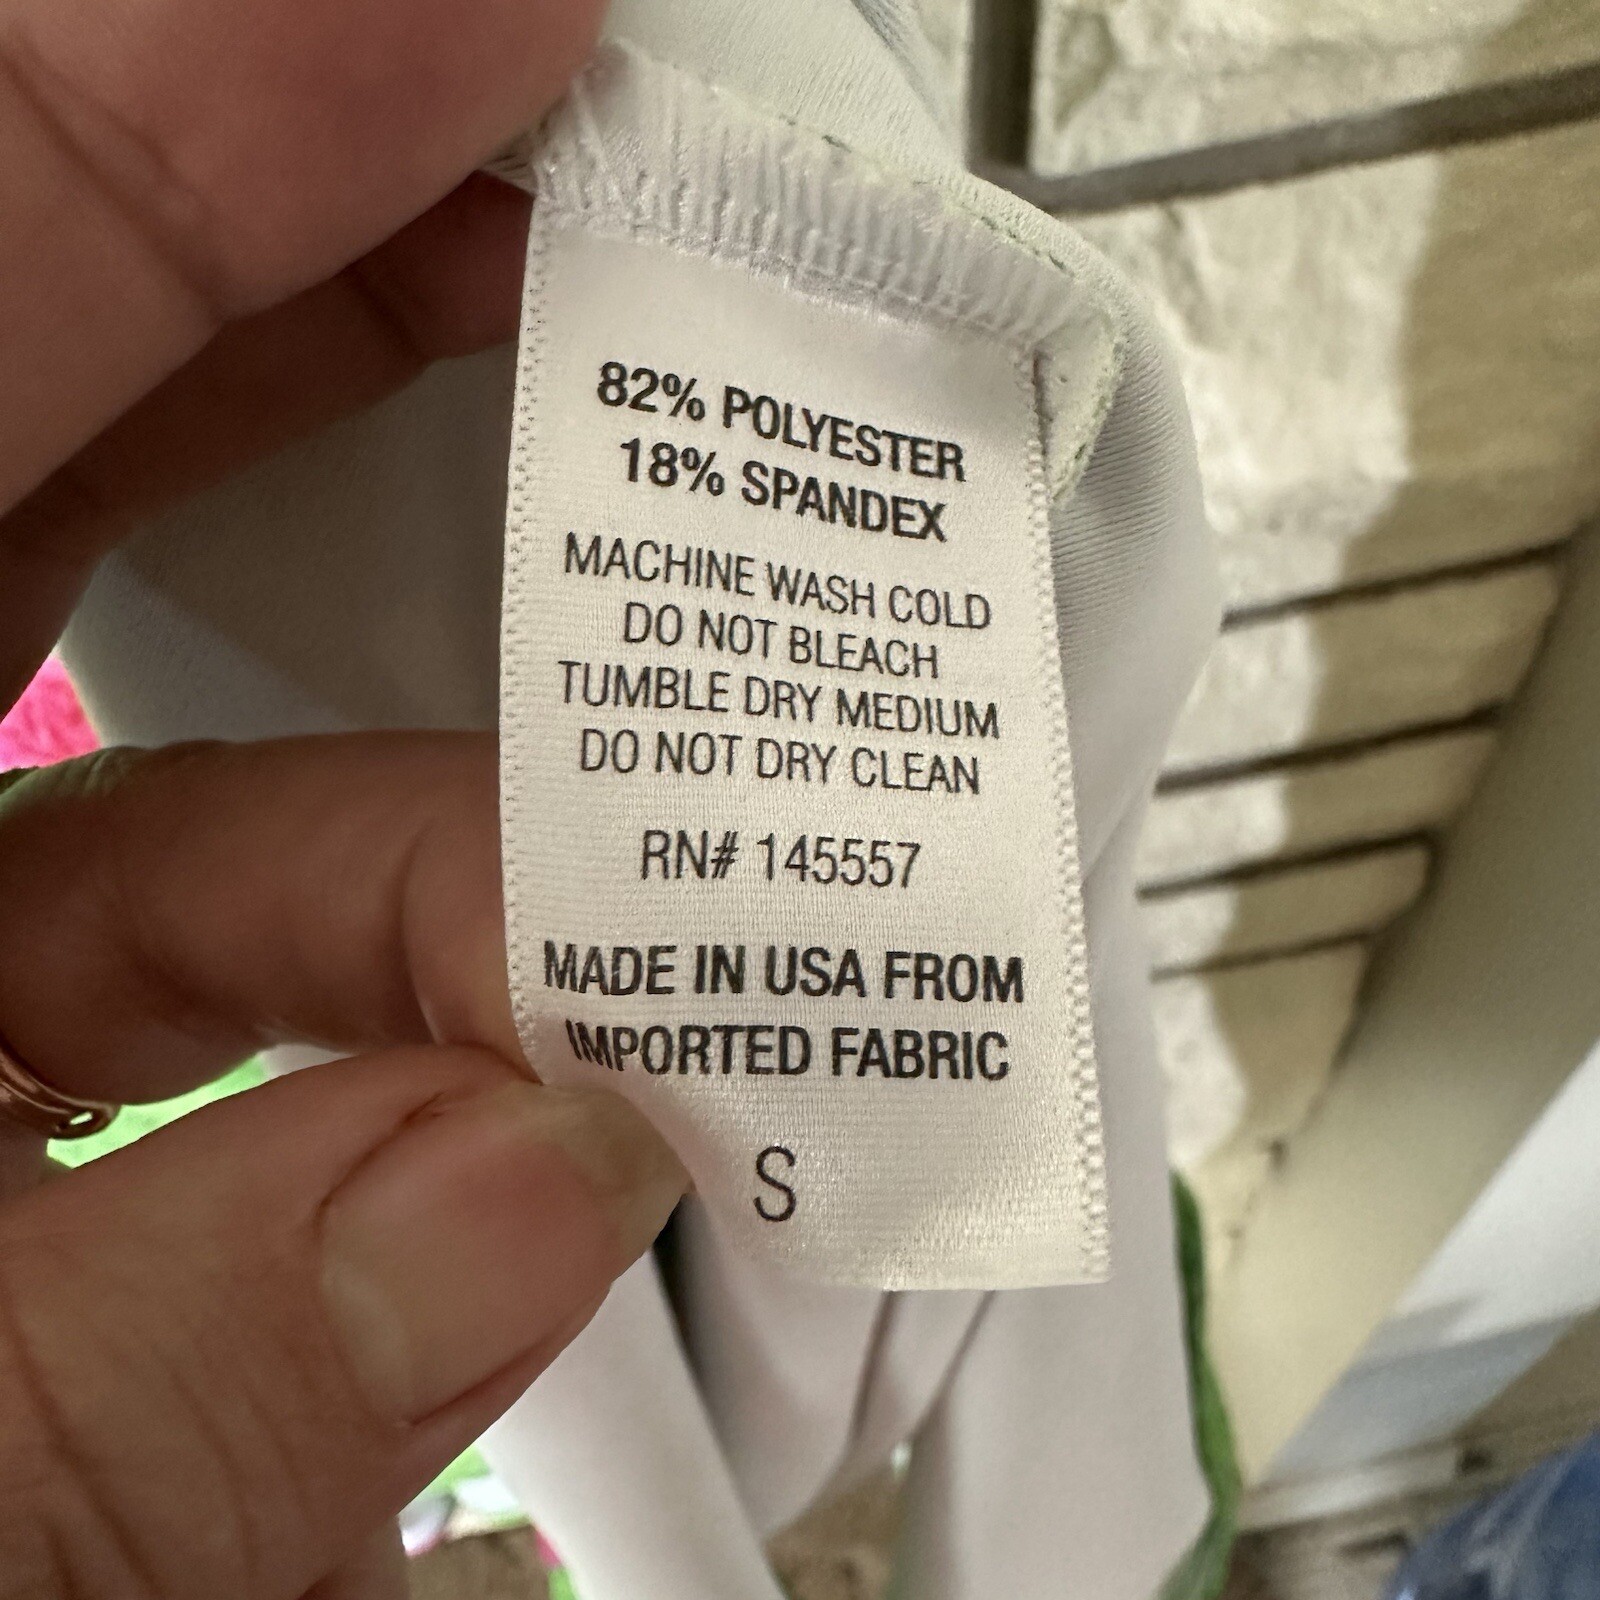 82% POLYESTER
18% SPANDEX
MACHINE WASH COLD
DO NOT BLEACH
TUMBLE DRY MEDIUM
DO NOT DRY CLEAN
RN# 145557
MADE IN USA FROM
IMPORTED FABRIC
S